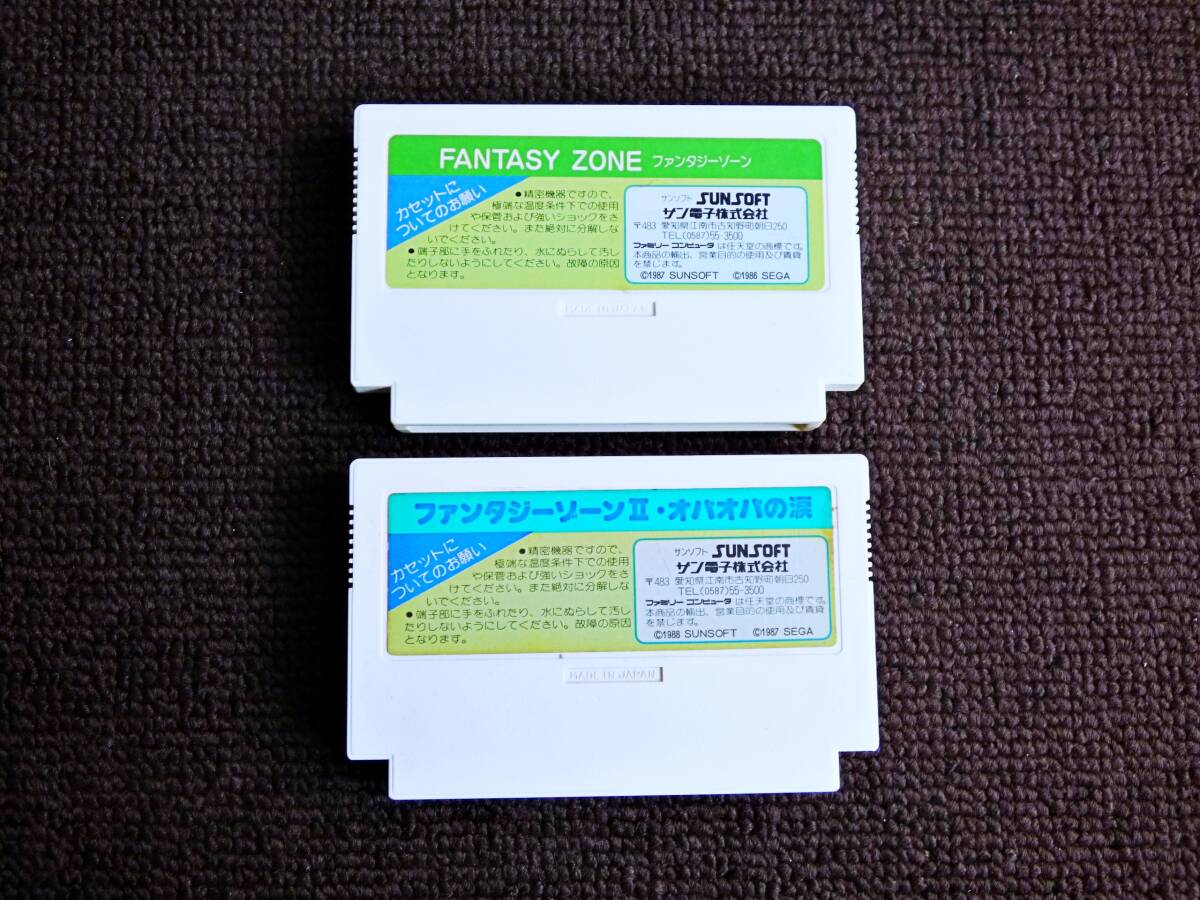 FANTASY ZONE ファンタジーゾーン
カセットに
ついてのお願い
●精密機器ですので、
極端な温度条件下での使用
や保管および強いショックをさ
けてください。また絶対に分解しな
いでください。
●端子部に手をふれたり、水にぬらして汚し
たりしないようにしてください。故障の原因
となります。
サンソフト SUNSOFT
サン電子株式会社
〒483 愛知県江南市古知野町朝日250
TEL(0587)55-3500
ファミリー コンピュータ は任天堂の商標です。
本商品の輸出、営業目的の使用及び賃貸
を禁じます。
©1987 SUNSOFT ©1986 SEGA
MADE IN JAPAN
ファンタジーゾーンII・オパオパの涙
カセットに
ついてのお願い
●精密機器ですので、
極端な温度条件下での使用
や保管および強いショックをさ
けてください。また絶対に分解しな
いでください。
●端子部に手をふれたり、水にぬらして汚し
たりしないようにしてください。故障の原因
となります。
サンソフト SUNSOFT
サン電子株式会社
〒483 愛知県江南市古知野町朝日250
TEL(0587)55-3500
ファミリー コンピュータ は任天堂の商標です。
本商品の輸出、営業目的の使用及び賃貸
を禁じます。
©1988 SUNSOFT ©1987 SEGA
MADE IN JAPAN